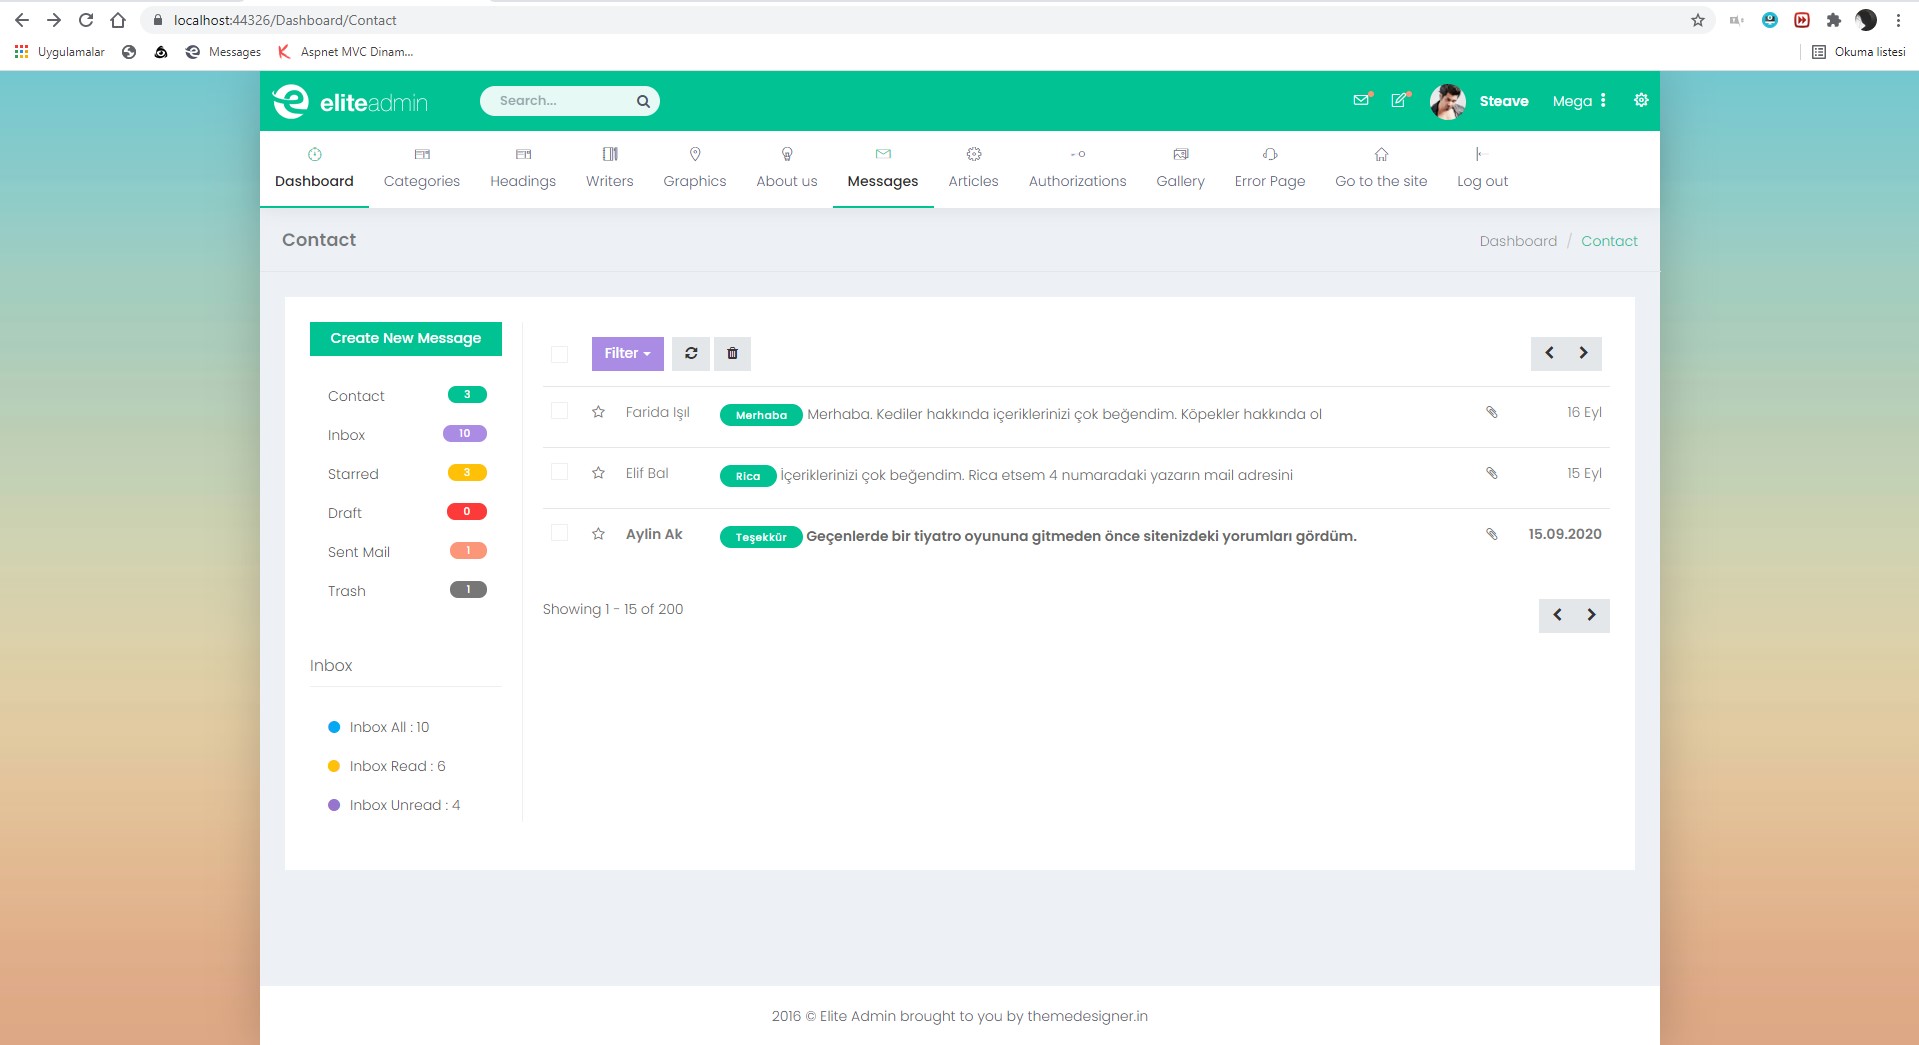 localhost:44326/Dashboard/Contact
Uygulamalar Messages Aspnet MVC Dinam... Okuma listesi
eliteadmin Search... Steave Mega
Dashboard Categories Headings Writers Graphics About us Messages Articles Authorizations Gallery Error Page Go to the site Log out
Contact Dashboard / Contact
Create New Message
Filter
Contact 3
Inbox 10
Starred 3
Draft 0
Sent Mail 1
Trash 1
Farida Işıl Merhaba Merhaba. Kediler hakkında içeriklerinizi çok beğendim. Köpekler hakkında ol 16 Eyl
Elif Bal Rica İçeriklerinizi çok beğendim. Rica etsem 4 numaradaki yazarın mail adresini 15 Eyl
Aylin Ak Teşekkür Geçenlerde bir tiyatro oyununa gitmeden önce sitenizdeki yorumları gördüm. 15.09.2020
Showing 1 - 15 of 200
Inbox
Inbox All : 10
Inbox Read : 6
Inbox Unread : 4
2016 © Elite Admin brought to you by themedesigner.in